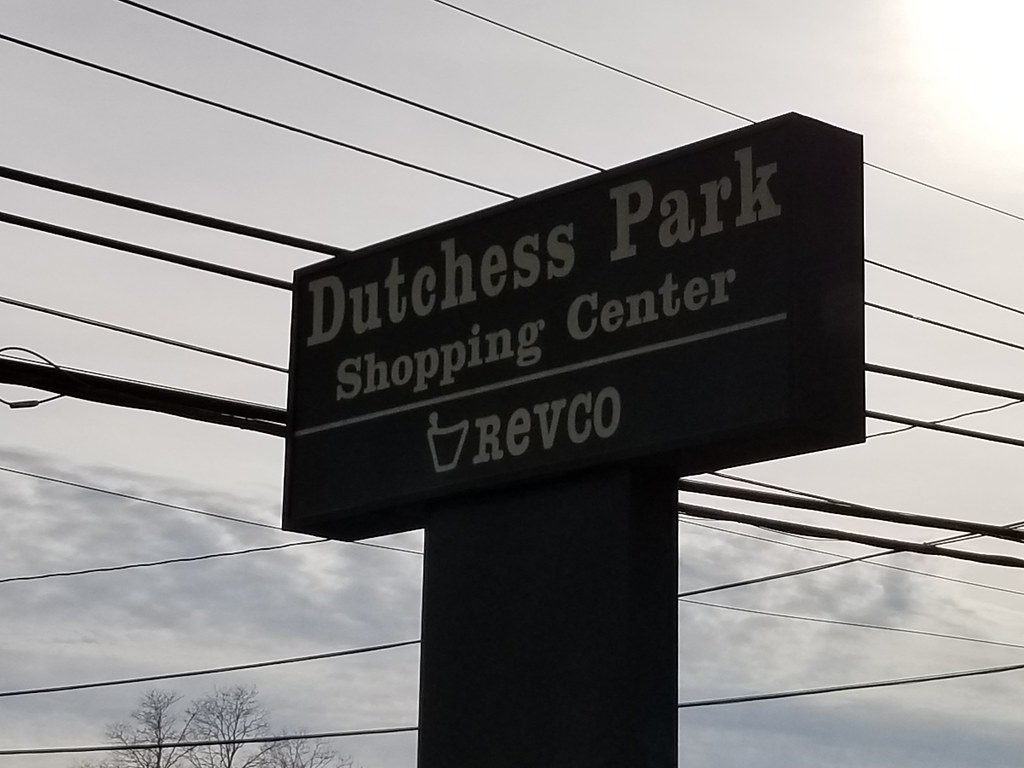 Dutchess Park
Shopping Center
Revco